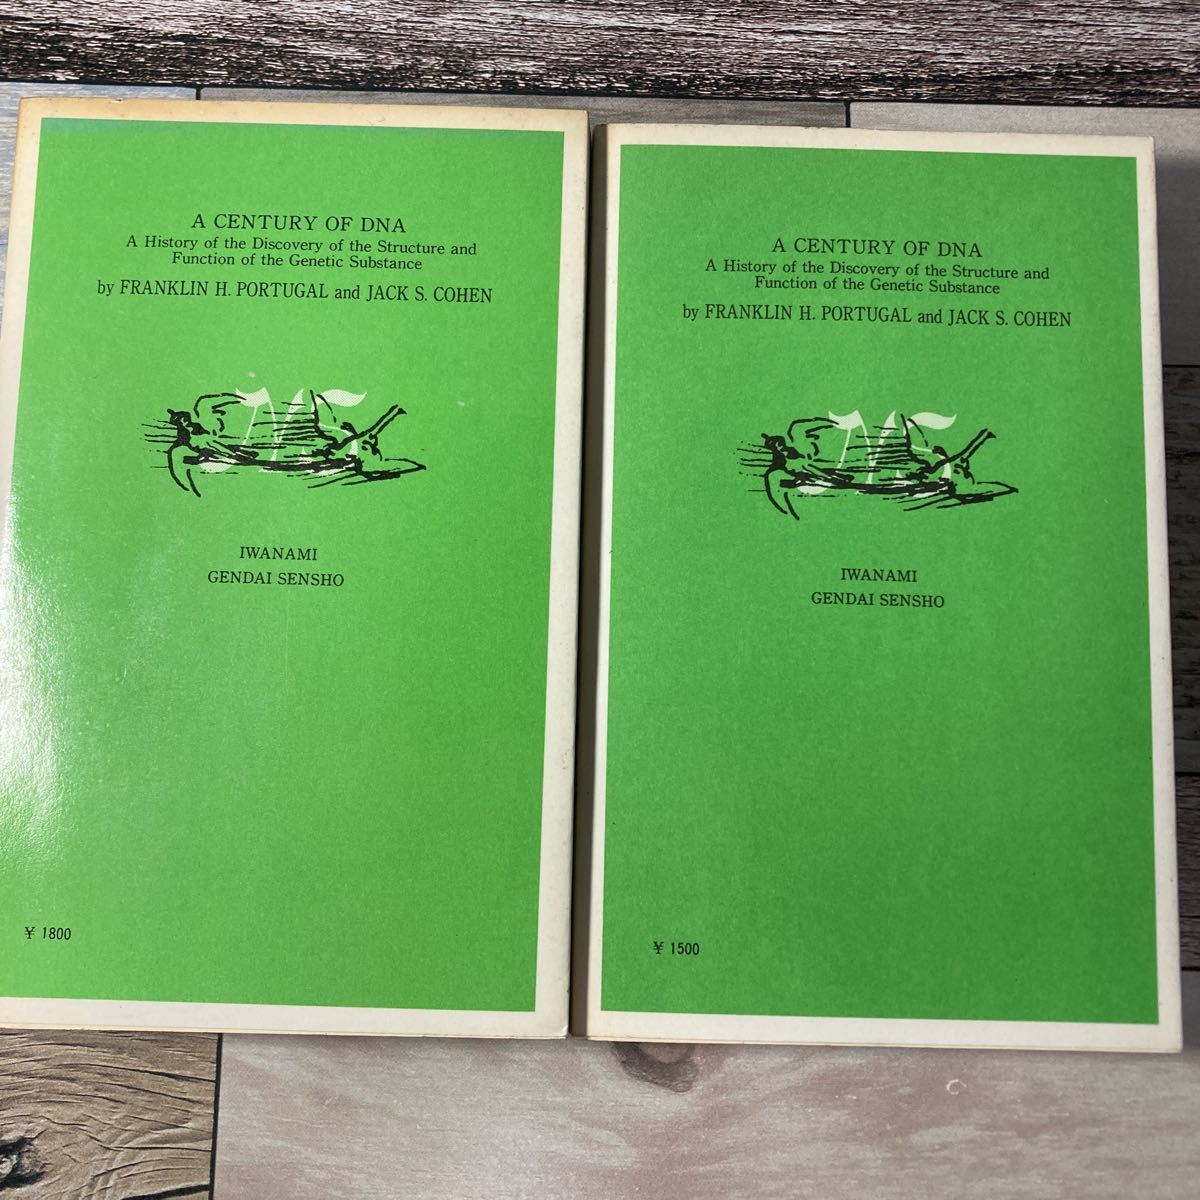 A CENTURY OF DNA
A History of the Discovery of the Structure and
Function of the Genetic Substance
by FRANKLIN H. PORTUGAL and JACK S. COHEN
IWANAMI
GENDAI SENSHO
¥ 1800
A CENTURY OF DNA
A History of the Discovery of the Structure and
Function of the Genetic Substance
by FRANKLIN H. PORTUGAL and JACK S. COHEN
IWANAMI
GENDAI SENSHO
¥ 1500